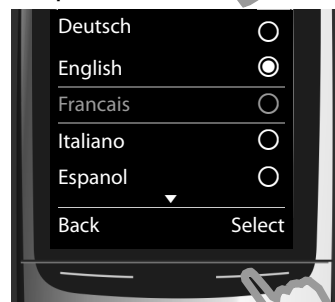 Deutsch
English
Francais
Italiano
Espanol
Back Select